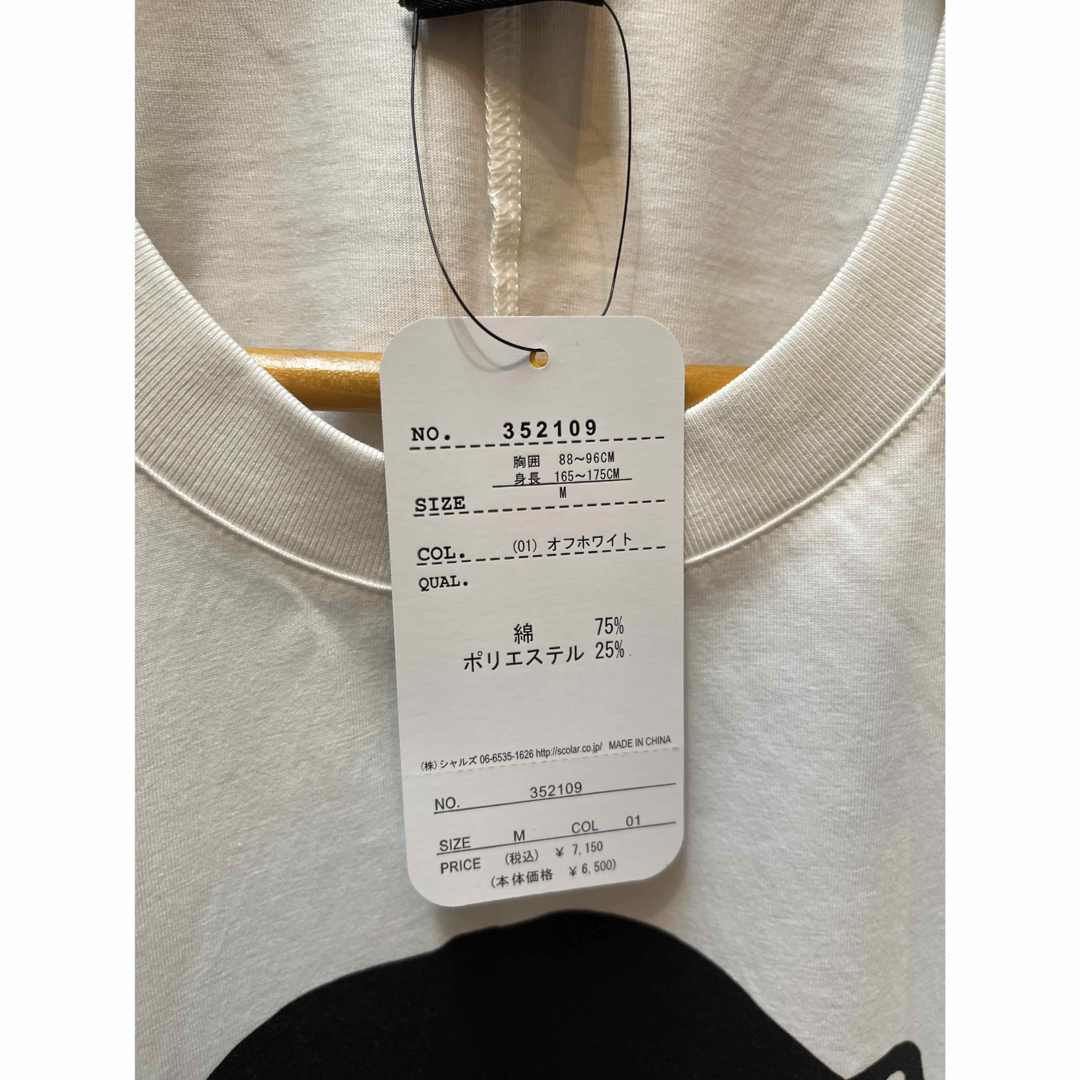 NO. 352109
胸囲 88～96CM
身長 165～175CM
SIZE M
COL. (01) オフホワイト
QUAL.
綿 75%
ポリエステル 25%
(株)シャルズ 06-6535-1626 http://scolar.co.jp/ MADE IN CHINA
NO. 352109
SIZE M COL 01
PRICE (税込) ¥ 7,150
(本体価格 ¥ 6,500)